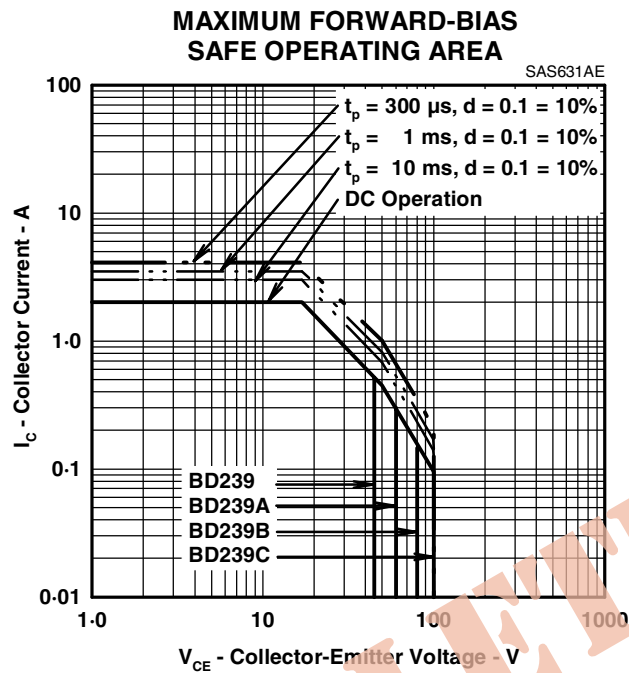 MAXIMUM FORWARD-BIAS
SAFE OPERATING AREA
SAS631AE
100
tp = 300 µs, d = 0.1 = 10%
tp = 1 ms, d = 0.1 = 10%
tp = 10 ms, d = 0.1 = 10%
DC Operation
10
IC - Collector Current - A
1·0
0·1
BD239
BD239A
BD239B
BD239C
0·01
1·0
10
100
1000
VCE - Collector-Emitter Voltage - V